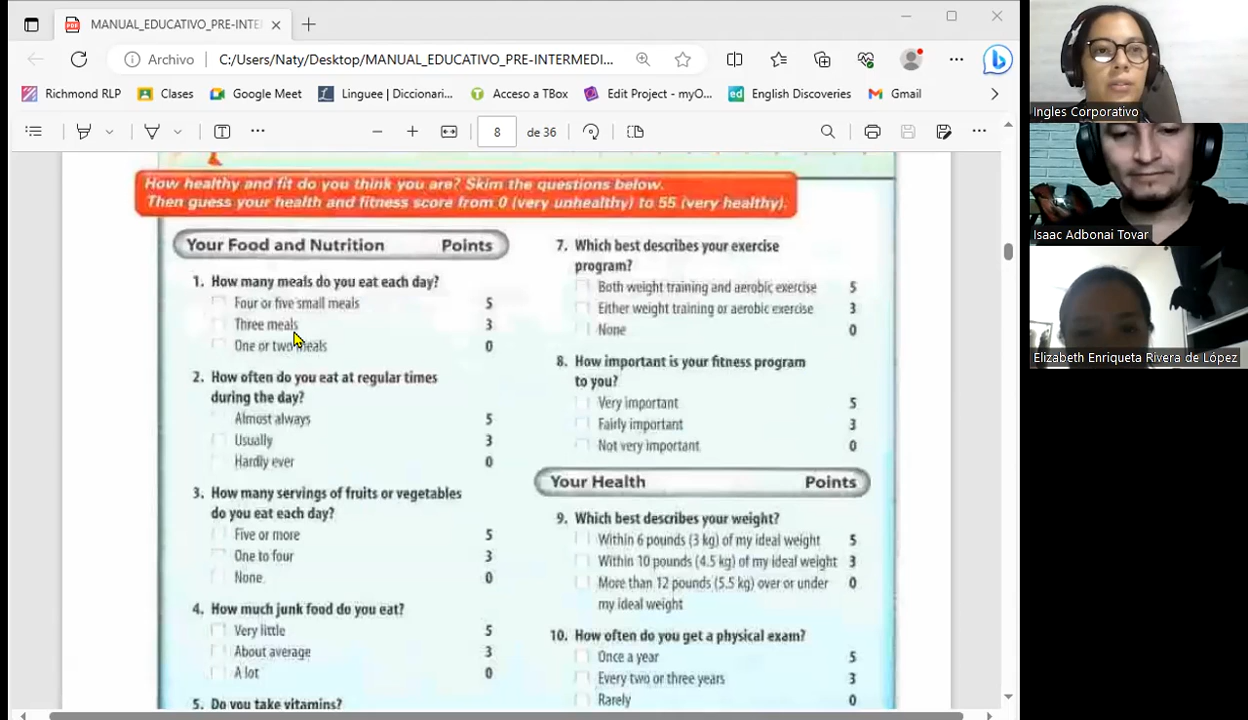 MANUAL_EDUCATIVO_PRE-INTERI
Archivo
C:/Users/Naty/Desktop/MANUAL_EDUCATIVO_PRE-INTERMEDI...
Richmond RLP
Clases
Google Meet
Linguee | Diccionari...
Acceso a TBox
Edit Project - myO...
English Discoveries
Gmail
8 de 36
How healthy and fit do you think you are? Skim the questions below.
Then guess your health and fitness score from 0 (very unhealthy) to 55 (very healthy).
Your Food and Nutrition Points
1. How many meals do you eat each day?
Four or five small meals 5
Three meals 3
One or two meals 0
2. How often do you eat at regular times
during the day?
Almost always 5
Usually 3
Hardly ever 0
3. How many servings of fruits or vegetables
do you eat each day?
Five or more 5
One to four 3
None 0
4. How much junk food do you eat?
Very little 5
About average 3
A lot 0
5. Do you take vitamins?
7. Which best describes your exercise
program?
Both weight training and aerobic exercise 5
Either weight training or aerobic exercise 3
None 0
8. How important is your fitness program
to you?
Very important 5
Fairly important 3
Not very important 0
Your Health Points
9. Which best describes your weight?
Within 6 pounds (3 kg) of my ideal weight 5
Within 10 pounds (4.5 kg) of my ideal weight 3
More than 12 pounds (5.5 kg) over or under 0
my ideal weight
10. How often do you get a physical exam?
Once a year 5
Every two or three years 3
Rarely 0
Ingles Corporativo
Isaac Adbonai Tovar
Elizabeth Enriqueta Rivera de López